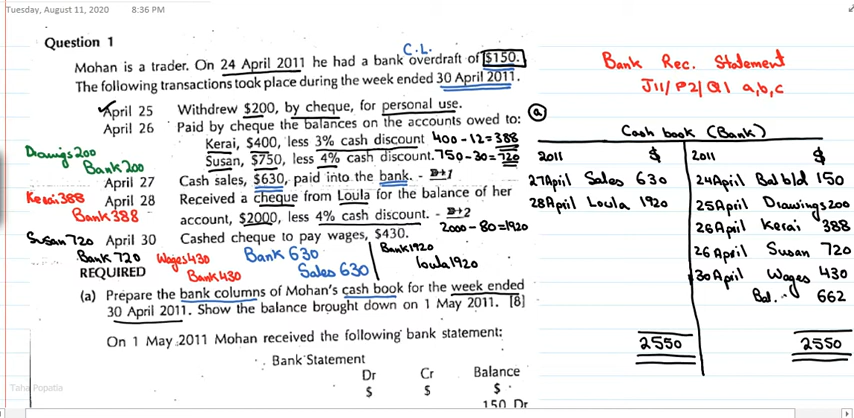 Tuesday, August 11, 2020 8:36 PM
Question 1
C.L.
Mohan is a trader. On 24 April 2011 he had a bank overdraft of $150.
The following transactions took place during the week ended 30 April 2011.
April 25 Withdrew $200, by cheque, for personal use.
April 26 Paid by cheque the balances on the accounts owed to:
Kerai, $400, less 3% cash discount 400-12=388
Susan, $750, less 4% cash discount. 750-30=720
Drawings 200
Bank 200
April 27 Cash sales, $630, paid into the bank. - D+1
Kerai 388
April 28 Received a cheque from Loula for the balance of her
Bank 388
account, $2000, less 4% cash discount. - D+2
2000-80=1920
Susan 720
April 30 Cashed cheque to pay wages, $430.
Bank 720
Wages 430
Bank 430
Bank 630
Sales 630
Bank 1920
Loula 1920
REQUIRED
(a) Prepare the bank columns of Mohan's cash book for the week ended
30 April 2011. Show the balance brought down on 1 May 2011. [8]
On 1 May 2011 Mohan received the following bank statement:
Bank Statement
Dr Cr Balance
$ $ $
150 Dr
Taha Popatia
Bank Rec. Statement
J11/P2/Q1 a,b,c
a
Cash book (Bank)
2011 $ 2011 $
27 April Sales 630 24 April Bal b/d 150
28 April Loula 1920 25 April Drawings 200
26 April Kerai 388
26 April Susan 720
30 April Wages 430
Bal. 662
2550 2550